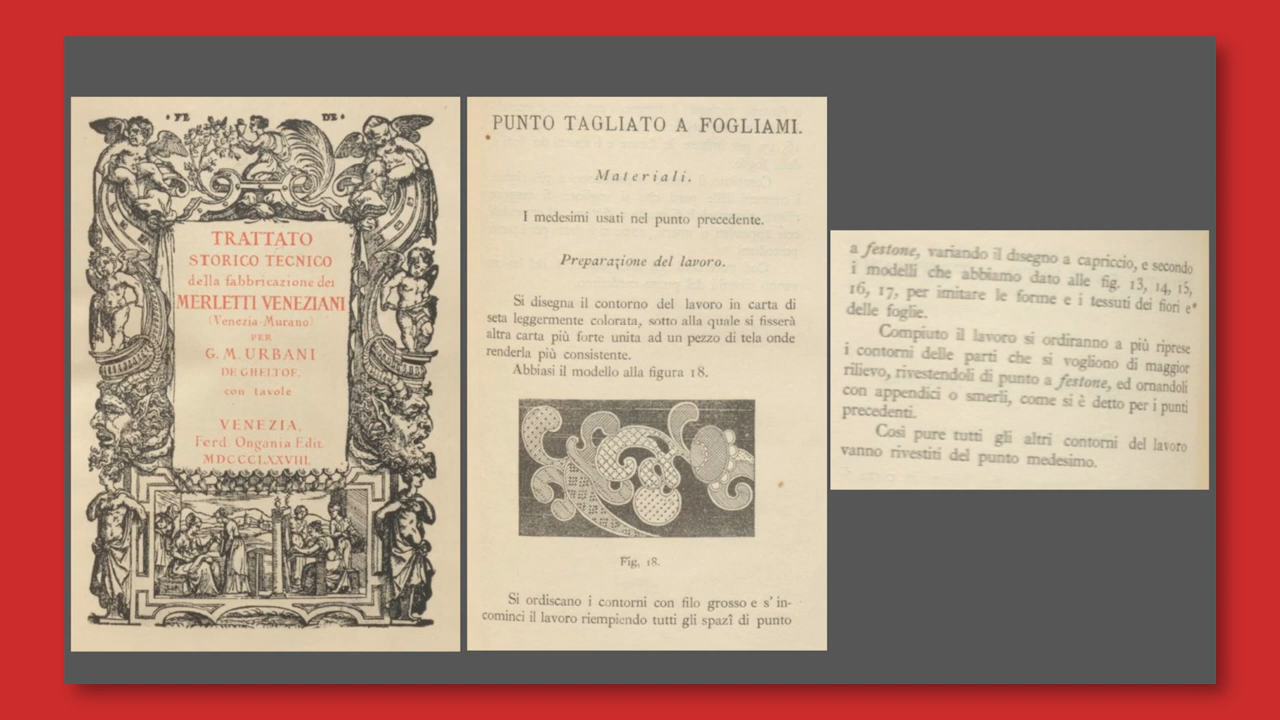 · FE DE ·
TRATTATO
STORICO TECNICO
della fabbricazione dei
MERLETTI VENEZIANI
(Venezia-Murano)
PER
G. M. URBANI
DE GHELTOF.
con tavole
VENEZIA,
Ferd. Ongania Edit.
MDCCCLXXVIII.
PUNTO TAGLIATO A FOGLIAMI.
Materiali.
I medesimi usati nel punto precedente.
Preparazione del lavoro.
Si disegna il contorno del lavoro in carta di
seta leggermente colorata, sotto alla quale si fisserà
altra carta più forte unita ad un pezzo di tela onde
renderla più consistente.
Abbiasi il modello alla figura 18.
Fig. 18.
Si ordiscano i contorni con filo grosso e s' in-
cominci il lavoro riempiendo tutti gli spazî di punto
a festone, variando il disegno a capriccio, e secondo
i modelli che abbiamo dato alle fig. 13, 14, 15,
16, 17, per imitare le forme e i tessuti dei fiori e
delle foglie.
Compiuto il lavoro si ordiranno a più riprese
i contorni delle parti che si vogliono di maggior
rilievo, rivestendoli di punto a festone, ed ornandoli
con appendici o smerli, come si è detto per i punti
precedenti.
Così pure tutti gli altri contorni del lavoro
vanno rivestiti del punto medesimo.